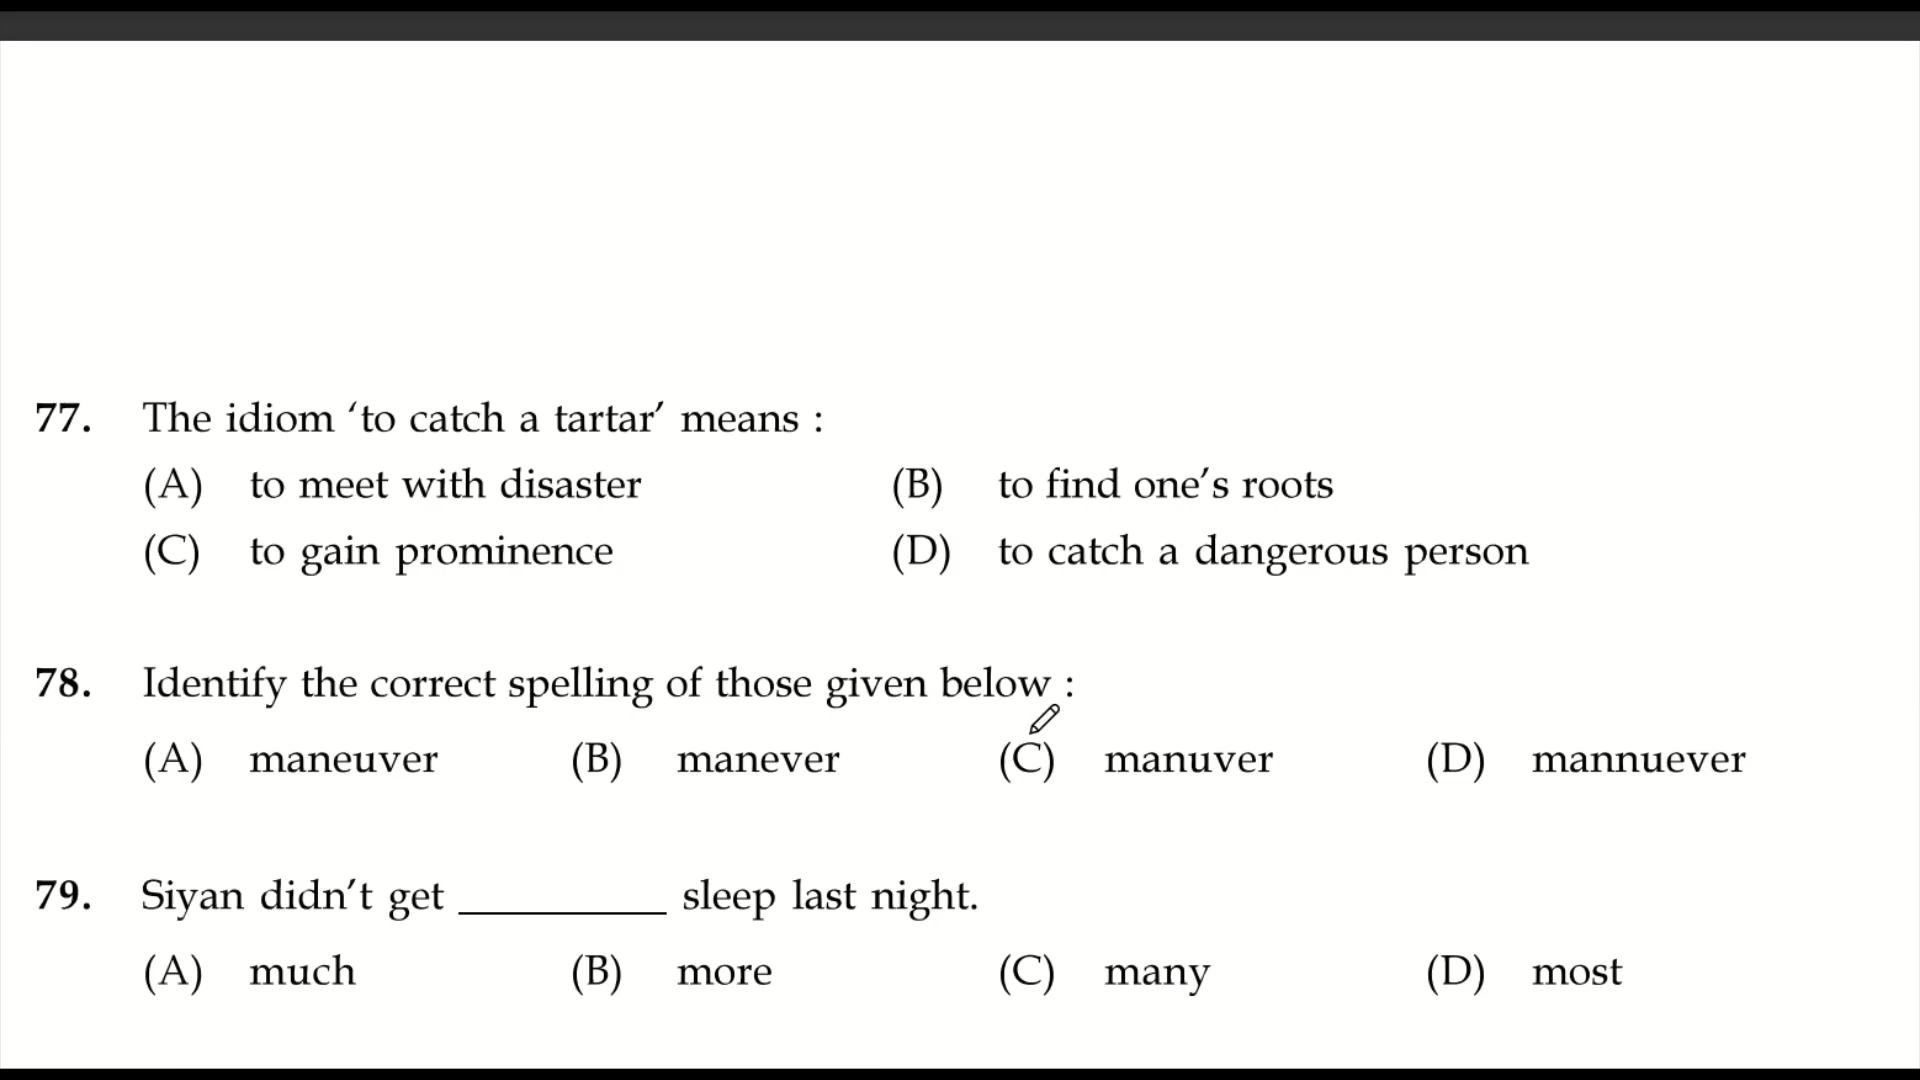 77. The idiom ‘to catch a tartar’ means :
(A) to meet with disaster (B) to find one’s roots
(C) to gain prominence (D) to catch a dangerous person
78. Identify the correct spelling of those given below :
(A) maneuver (B) manever (C) manuver (D) mannuever
79. Siyan didn’t get __________ sleep last night.
(A) much (B) more (C) many (D) most